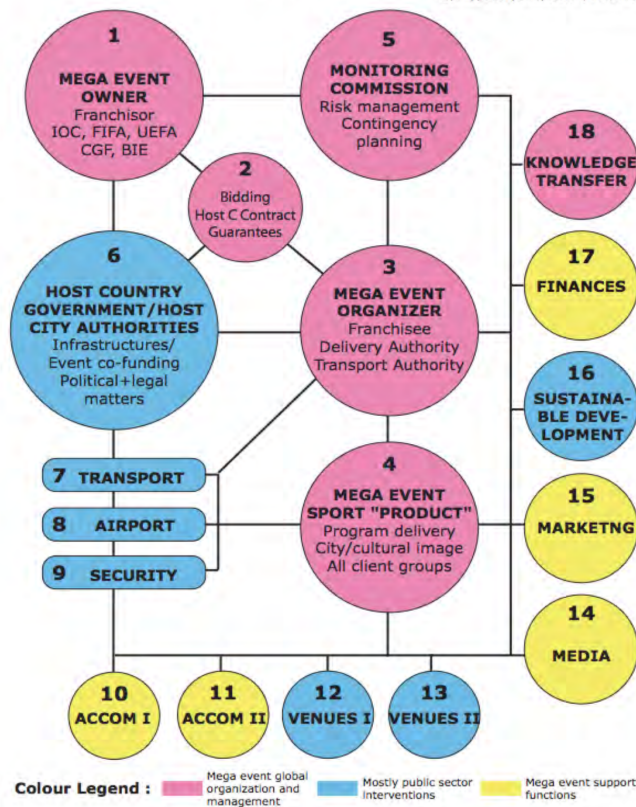 1
MEGA EVENT
OWNER
Franchisor
IOC, FIFA, UEFA
CGF, BIE
5
MONITORING
COMMISSION
Risk management
Contingency
planning
18
KNOWLEDGE
TRANSFER
2
Bidding
Host C Contract
Guarantees
6
HOST COUNTRY
GOVERNMENT/HOST
CITY AUTHORITIES
Infrastructures/
Event co-funding
Political+legal
matters
3
MEGA EVENT
ORGANIZER
Franchisee
Delivery Authority
Transport Authority
17
FINANCES
16
SUSTAINA-
BLE DEVE-
LOPMENT
7 TRANSPORT
8 AIRPORT
9 SECURITY
4
MEGA EVENT
SPORT "PRODUCT"
Program delivery
City/cultural image
All client groups
15
MARKETNG
14
MEDIA
10
ACCOM I
11
ACCOM II
12
VENUES I
13
VENUES II
Colour Legend :
Mega event global
organization and
management
Mostly public sector
interventions
Mega event support
functions